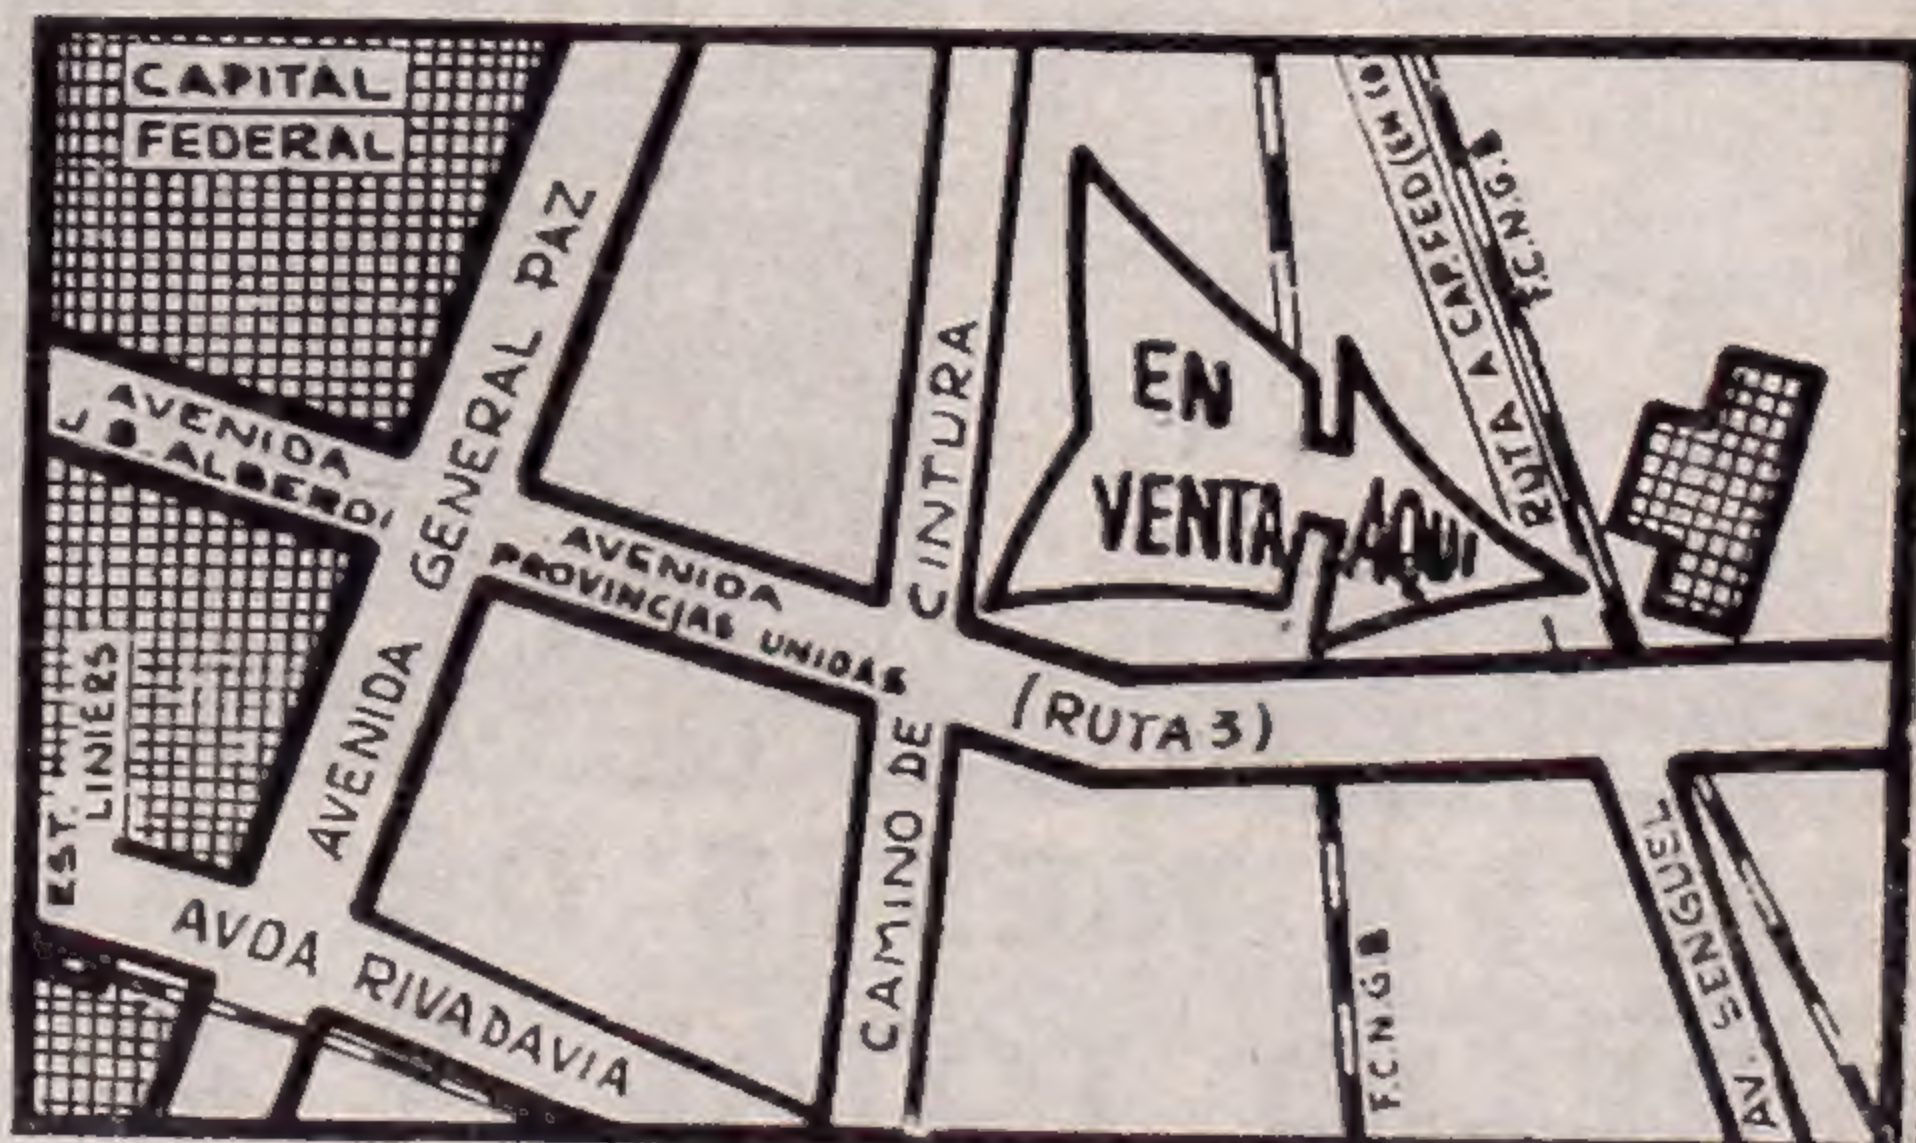 CAPITAL
FEDERAL
AVENIDA
J B. ALBERDI
AVENIDA GENERAL PAZ
AVENIDA
PROVINCIAS UNIDAS
CAMINO DE CINTURA
(RUTA 3)
EN
VENTA AQUI
RUTA A CAP. FED (EN
F.C.N.G.B
EST.
LINIERS
AVDA RIVADAVIA
F.C.N.G.B
AV. SENGUEL